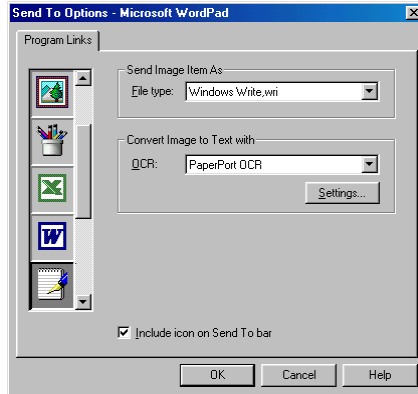 Send To Options - Microsoft WordPad
Program Links
Send Image Item As
File type: Windows Write,wri
Convert Image to Text with
OCR: PaperPort OCR
Settings...
Include icon on Send To bar
OK Cancel Help